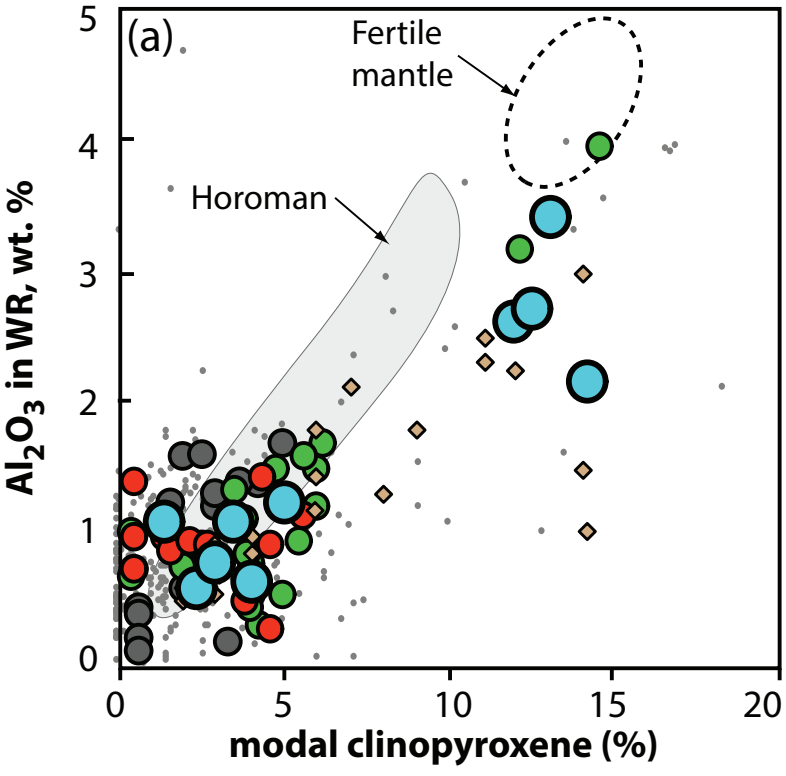 (a)
Fertile
mantle
Horoman
Al2O3 in WR, wt. %
5
4
3
2
1
0
0 5 10 15 20
modal clinopyroxene (%)